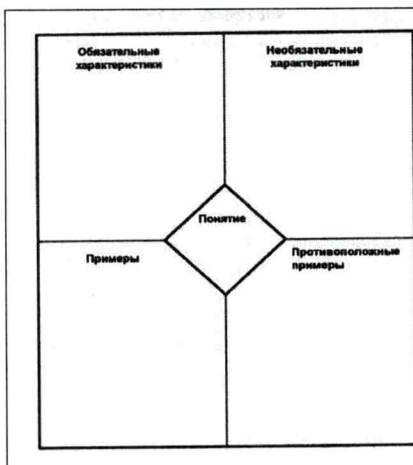 Обязательные
характеристики
Необязательные
характеристики
Понятие
Примеры
Противоположные
примеры